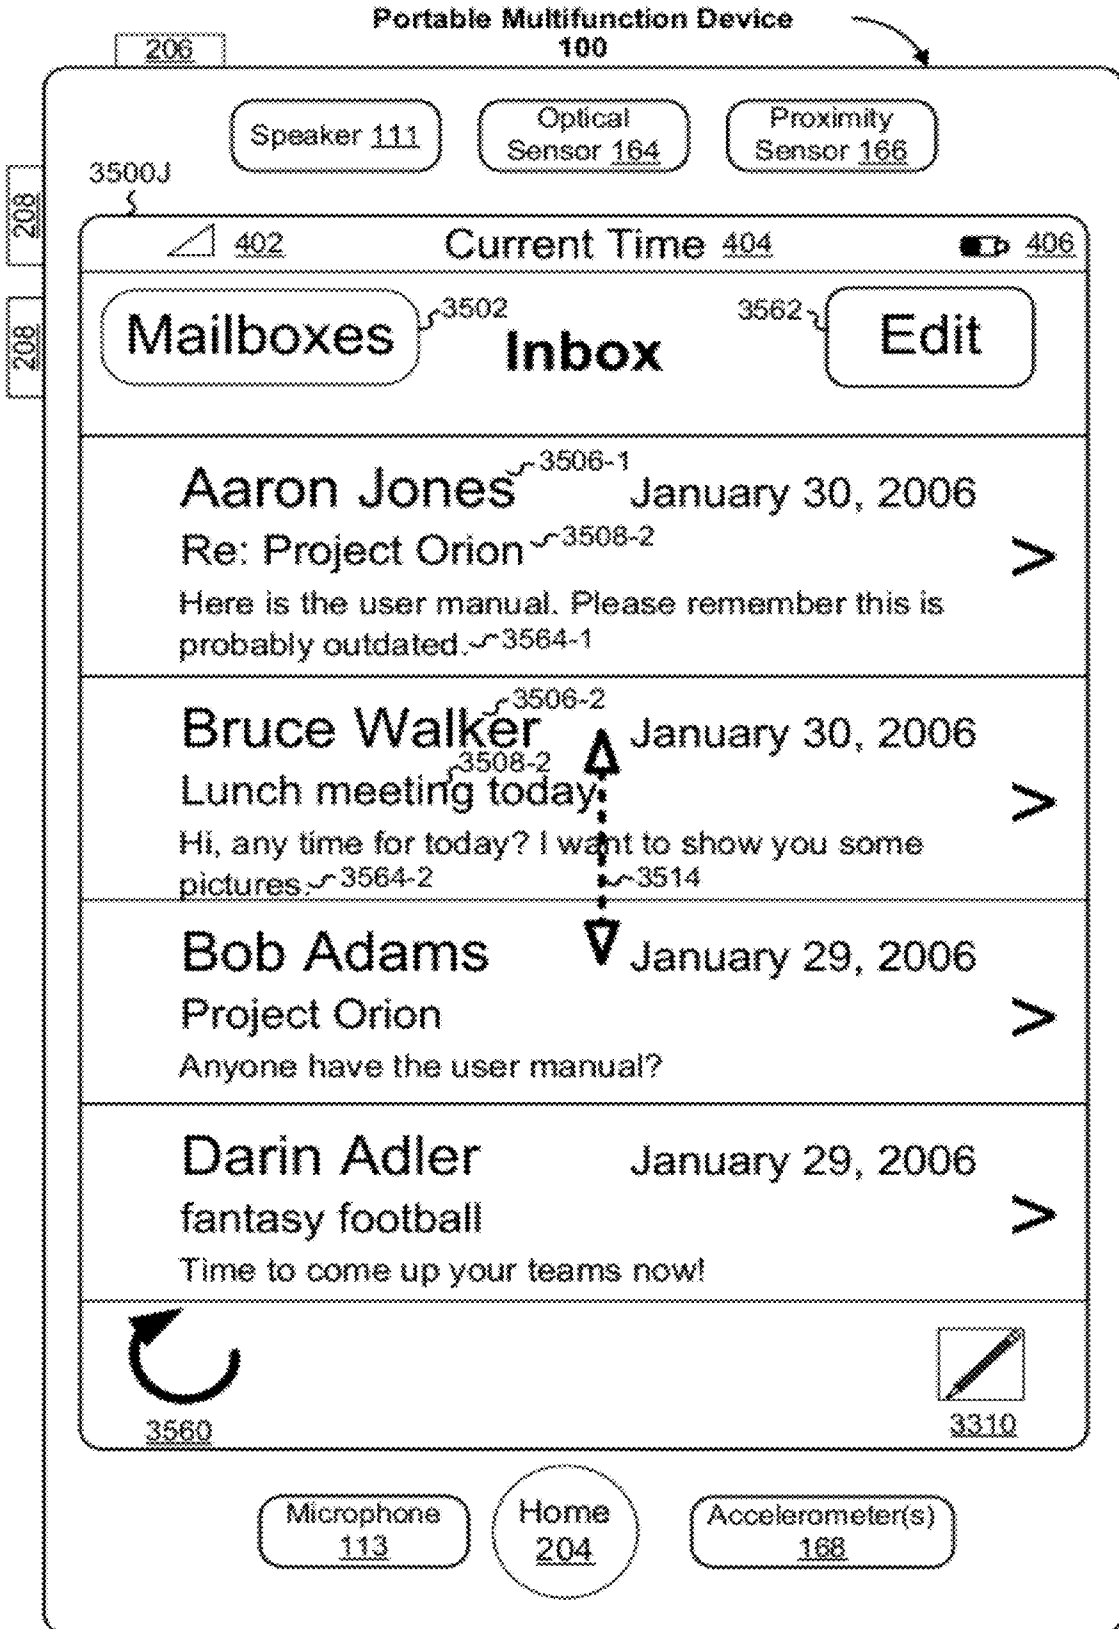 Portable Multifunction Device
100
206
Speaker 111
Optical
Sensor 164
Proximity
Sensor 166
3500J
208
208
402
Current Time 404
406
Mailboxes
3502
Inbox
3562
Edit
Aaron Jones
3506-1
January 30, 2006
Re: Project Orion
3508-2
>
Here is the user manual. Please remember this is
probably outdated.
3564-1
Bruce Walker
3506-2
January 30, 2006
3508-2
Lunch meeting today
>
Hi, any time for today? I want to show you some
pictures.
3564-2
3514
Bob Adams
January 29, 2006
Project Orion
>
Anyone have the user manual?
Darin Adler
January 29, 2006
fantasy football
>
Time to come up your teams now!
3560
3310
Microphone
113
Home
204
Accelerometer(s)
168